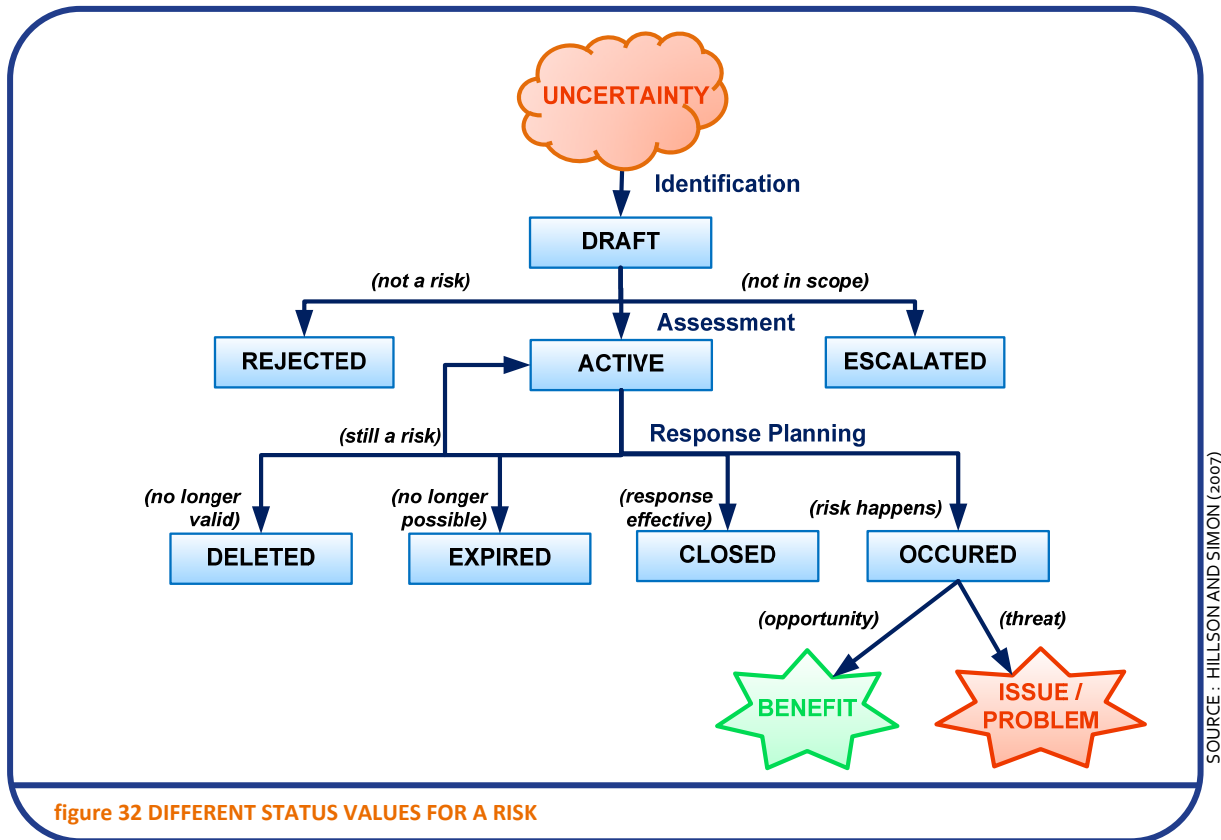 UNCERTAINTY
Identification
DRAFT
(not a risk)
(not in scope)
Assessment
REJECTED
ACTIVE
ESCALATED
(still a risk)
Response Planning
(no longer
valid)
(no longer
possible)
(response
effective)
(risk happens)
DELETED
EXPIRED
CLOSED
OCCURED
(opportunity)
(threat)
BENEFIT
ISSUE /
PROBLEM
SOURCE : HILLSON AND SIMON (2007)
figure 32 DIFFERENT STATUS VALUES FOR A RISK